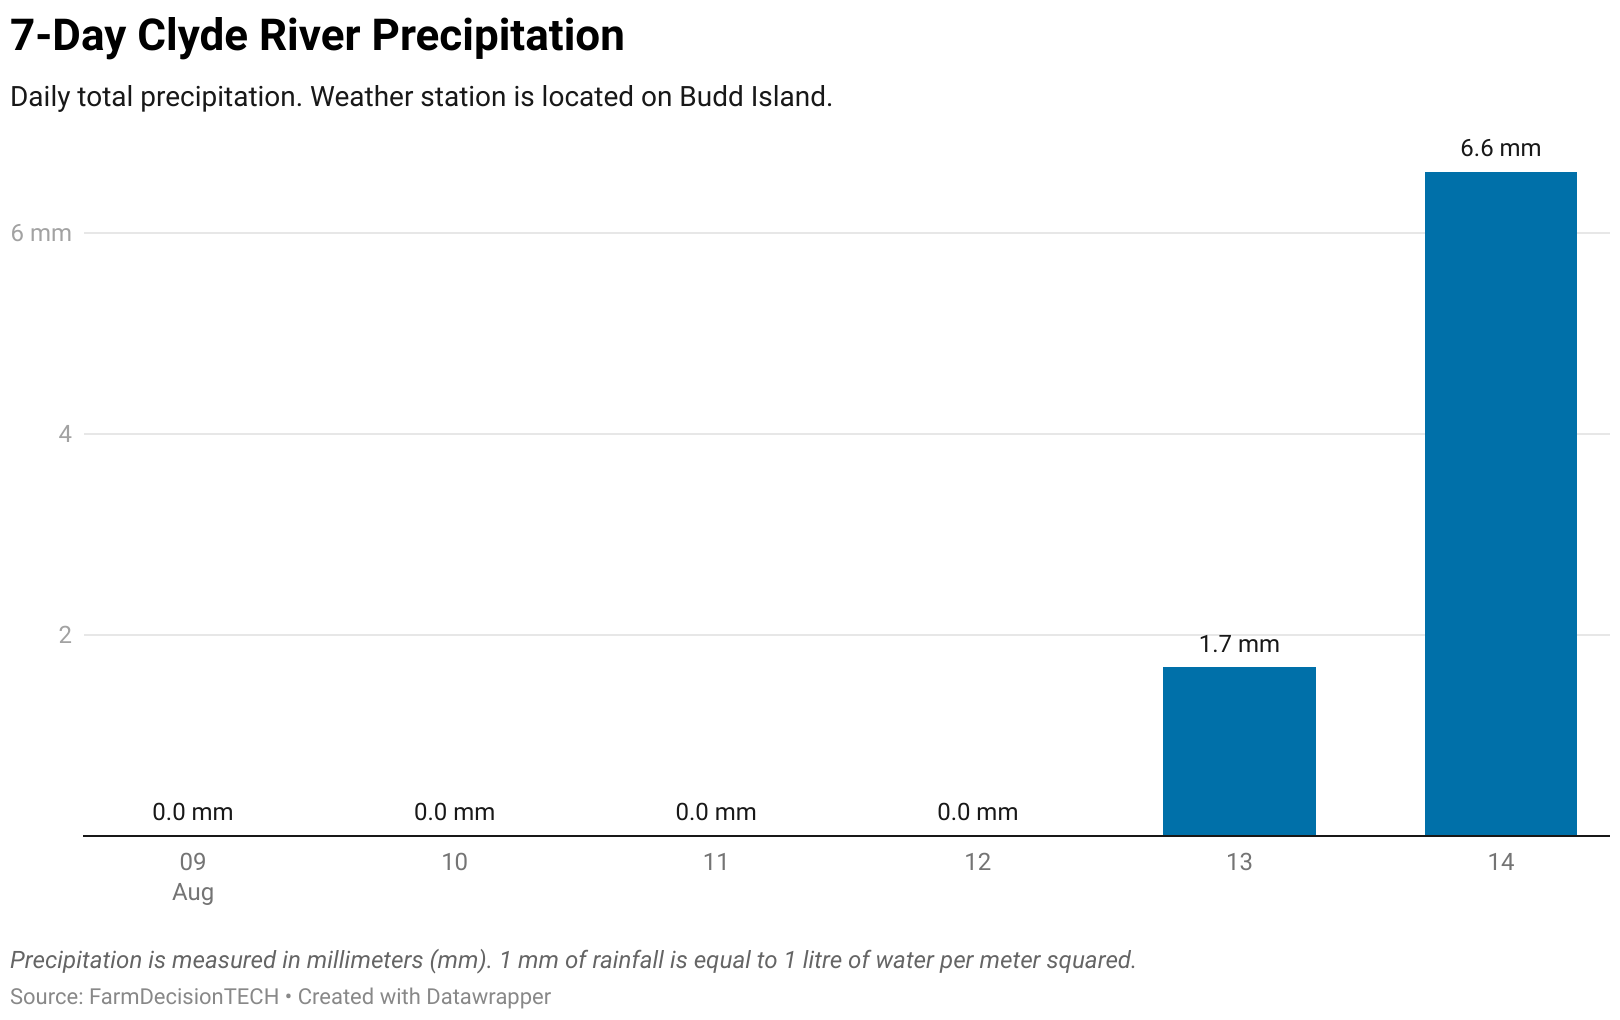 7-Day Clyde River Precipitation
Daily total precipitation. Weather station is located on Budd Island.
6.6 mm
6 mm
4
2
1.7 mm
0.0 mm 0.0 mm 0.0 mm 0.0 mm
09 10 11 12 13 14
Aug
Precipitation is measured in millimeters (mm). 1 mm of rainfall is equal to 1 litre of water per meter squared.
Source: FarmDecisionTECH • Created with Datawrapper